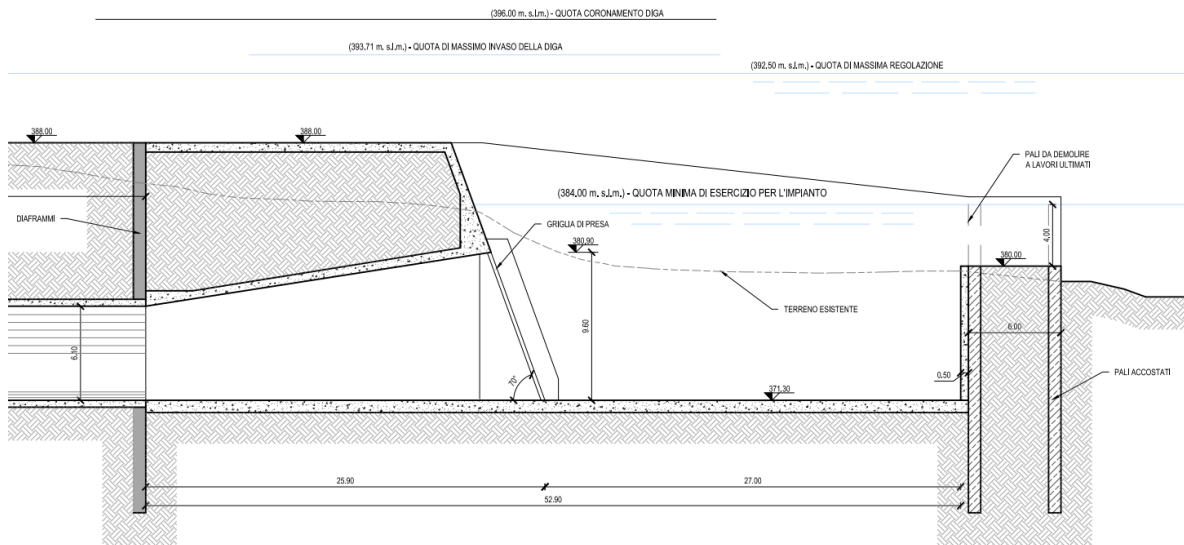 (396.00 m. s.l.m.) - QUOTA CORONAMENTO DIGA
(393.71 m. s.l.m.) - QUOTA DI MASSIMO INVASO DELLA DIGA
(392.50 m. s.l.m.) - QUOTA DI MASSIMA REGOLAZIONE
388.00
388.00
PALI DA DEMOLIRE
A LAVORI ULTIMATI
(384,00 m. s.l.m.) - QUOTA MINIMA DI ESERCIZIO PER L'IMPIANTO
DIAFRAMMI
GRIGLIA DI PRESA
4,00
380.90
380.00
TERRENO ESISTENTE
6,00
9.60
6,10
70°
0,50
PALI ACCOSTATI
371,30
25.90
27.00
52.90